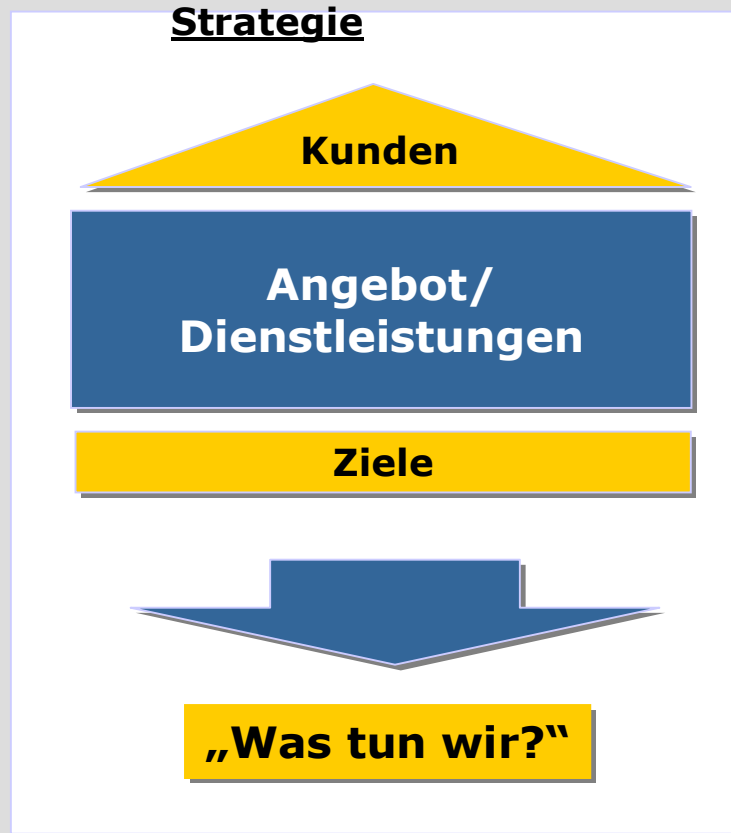 Strategie
Kunden
Angebot/
Dienstleistungen
Ziele
„Was tun wir?“